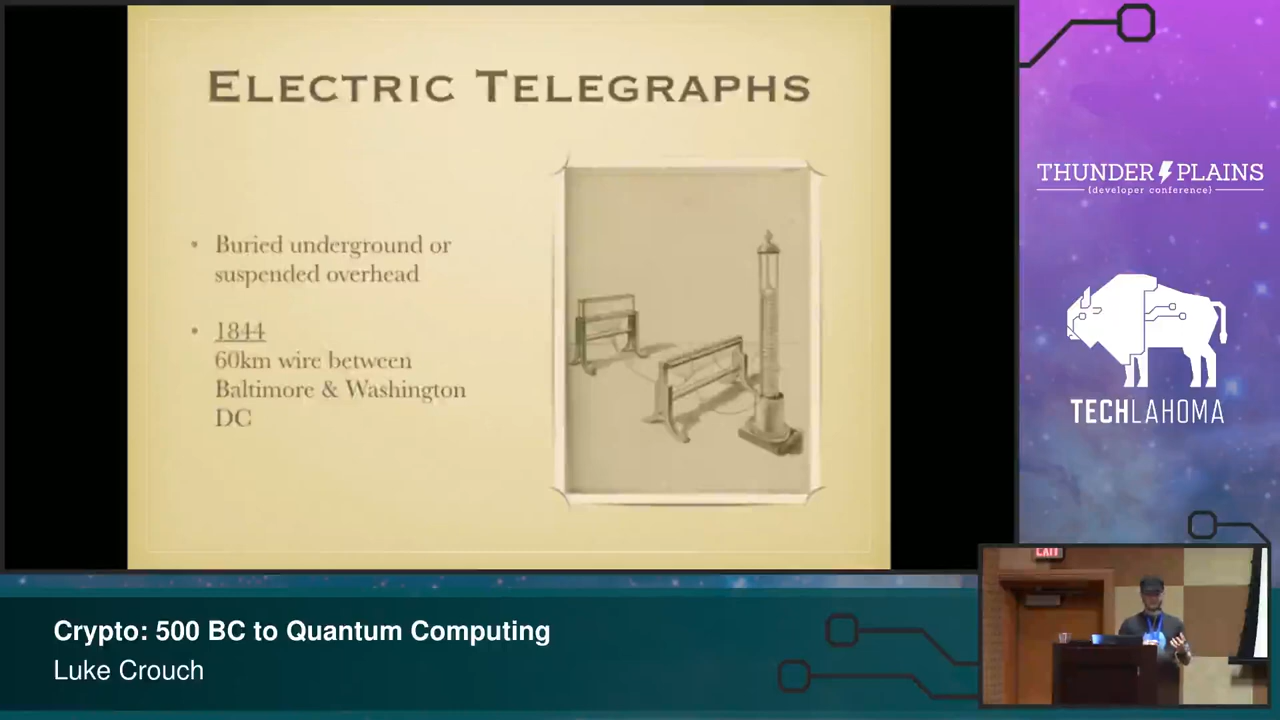 ELECTRIC TELEGRAPHS
• Buried underground or
suspended overhead
• 1844
60km wire between
Baltimore & Washington
DC
THUNDER PLAINS
{developer conference}
TECHLAHOMA
EXIT
Crypto: 500 BC to Quantum Computing
Luke Crouch